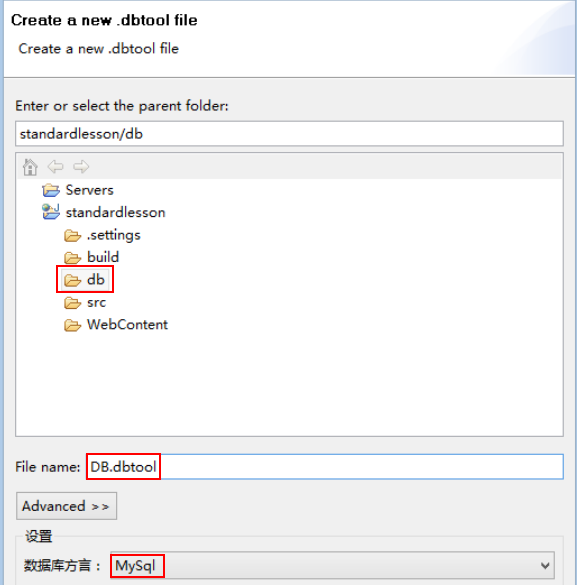 Create a new .dbtool file
Create a new .dbtool file
Enter or select the parent folder:
standardlesson/db
Servers
standardlesson
.settings
build
db
src
WebContent
File name: DB.dbtool
Advanced >>
设置
数据库方言： MySql